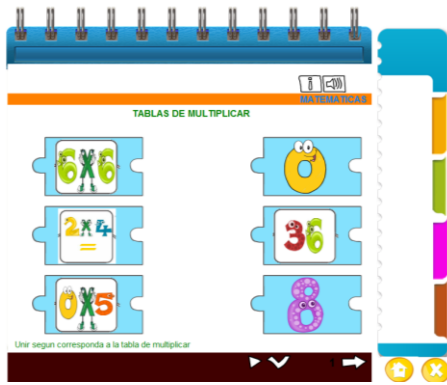 MATEMATICAS
TABLAS DE MULTIPLICAR
6X6
0
2X4
=
36
0X5
8
Unir segun corresponda a la tabla de multiplicar